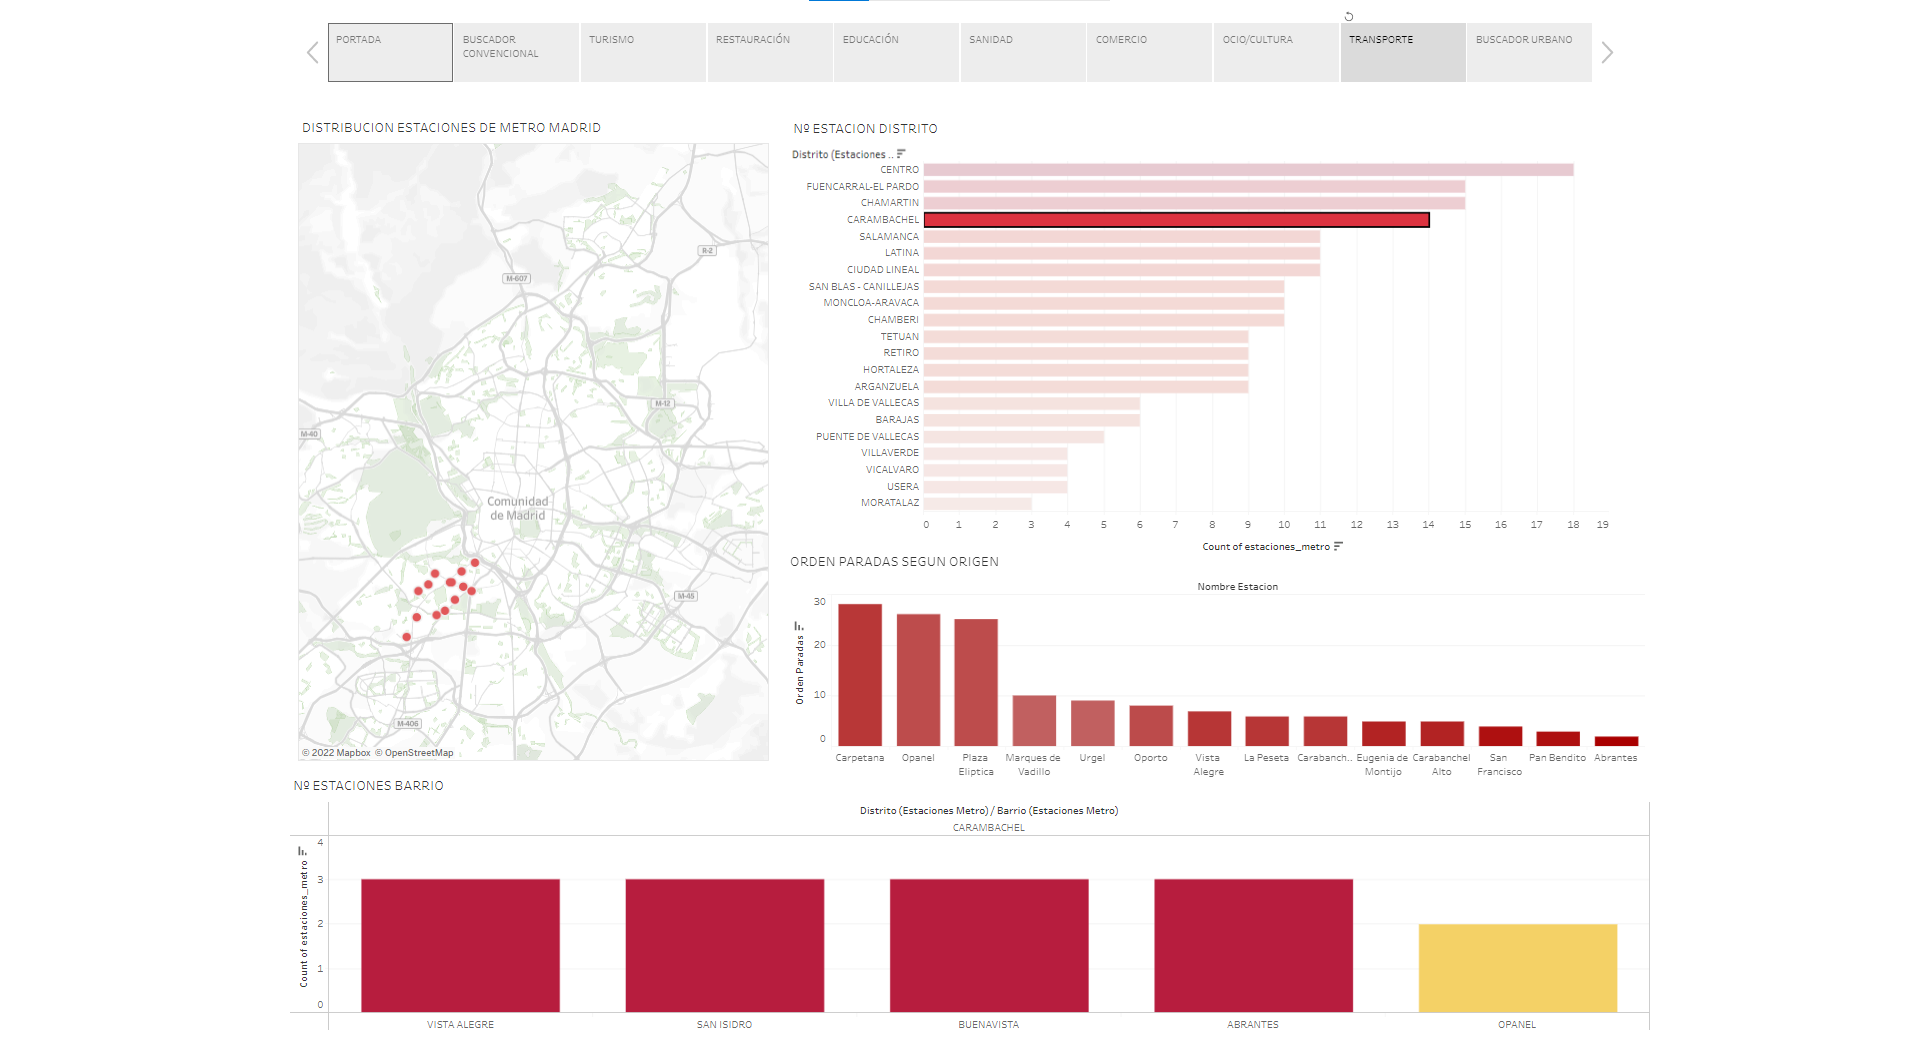 PORTADA
BUSCADOR
CONVENCIONAL
TURISMO
RESTAURACIÓN
EDUCACIÓN
SANIDAD
COMERCIO
OCIO/CULTURA
TRANSPORTE
BUSCADOR URBANO
DISTRIBUCION ESTACIONES DE METRO MADRID
R-2
M-607
M-12
M-40
Comunidad
de Madrid
M-45
M-406
© 2022 Mapbox © OpenStreetMap
Nº ESTACION DISTRITO
Distrito (Estaciones ..
CENTRO
FUENCARRAL-EL PARDO
CHAMARTIN
CARAMBACHEL
SALAMANCA
LATINA
CIUDAD LINEAL
SAN BLAS - CANILLEJAS
MONCLOA-ARAVACA
CHAMBERI
TETUAN
RETIRO
HORTALEZA
ARGANZUELA
VILLA DE VALLECAS
BARAJAS
PUENTE DE VALLECAS
VILLAVERDE
VICALVARO
USERA
MORATALAZ
0 1 2 3 4 5 6 7 8 9 10 11 12 13 14 15 16 17 18 19
Count of estaciones_metro
ORDEN PARADAS SEGUN ORIGEN
Nombre Estacion
Orden Paradas
30
20
10
0
Carpetana
Opanel
Plaza
Eliptica
Marques de
Vadillo
Urgel
Oporto
Vista
Alegre
La Peseta
Carabanch..
Eugenia de
Montijo
Carabanchel
Alto
San
Francisco
Pan Bendito
Abrantes
Nº ESTACIONES BARRIO
Distrito (Estaciones Metro) / Barrio (Estaciones Metro)
CARAMBACHEL
Count of estaciones_metro
4
3
2
1
0
VISTA ALEGRE
SAN ISIDRO
BUENAVISTA
ABRANTES
OPANEL